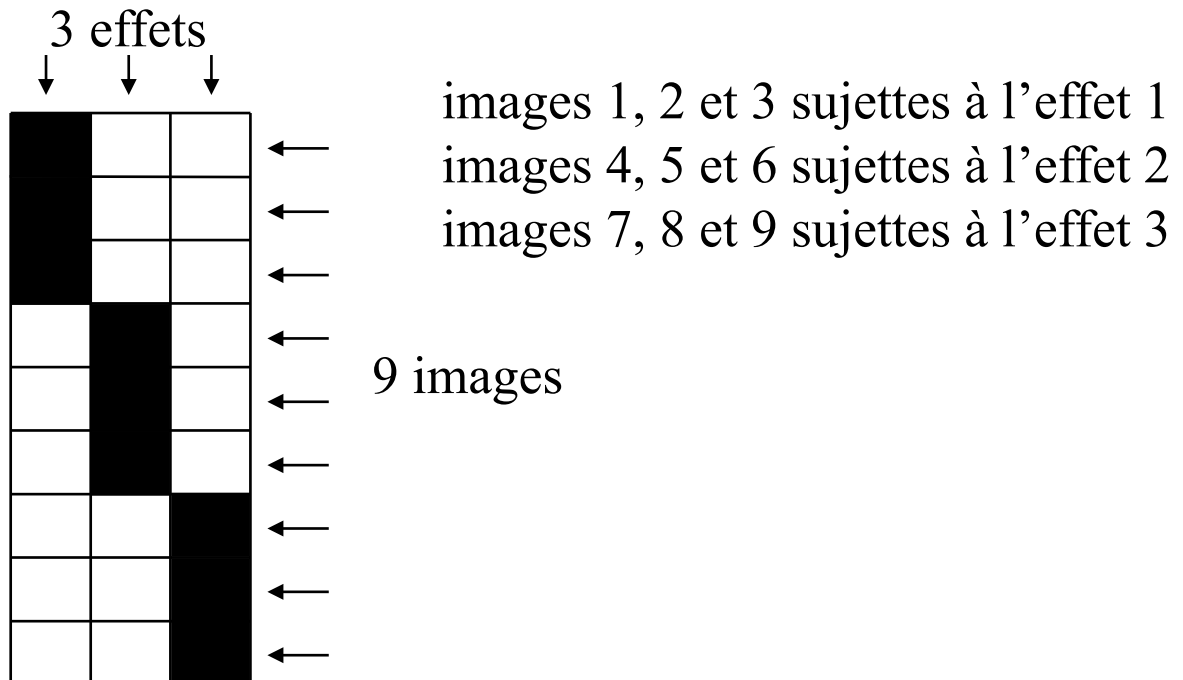 3 effets
images 1, 2 et 3 sujettes à l’effet 1
images 4, 5 et 6 sujettes à l’effet 2
images 7, 8 et 9 sujettes à l’effet 3
9 images